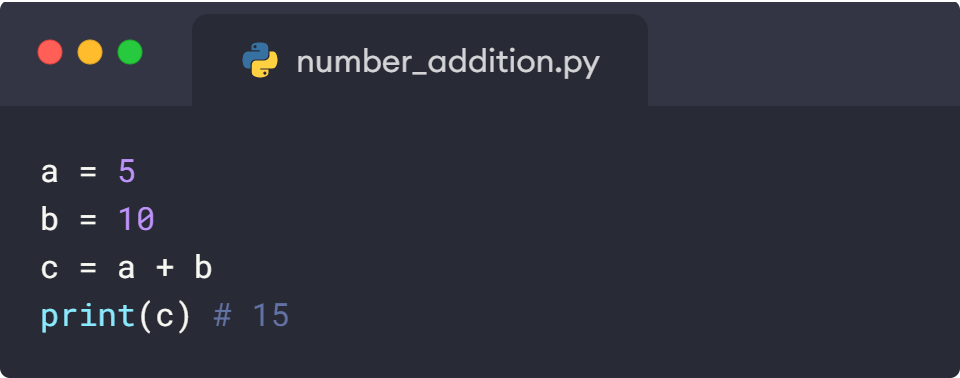 number_addition.py
a = 5
b = 10
c = a + b
print(c) # 15